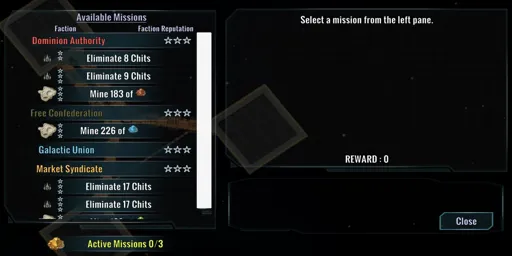 Available Missions
Faction Faction Reputation
Dominion Authority
Eliminate 8 Chits
Eliminate 9 Chits
Mine 183 of
Free Confederation
Mine 226 of
Galactic Union
Market Syndicate
Eliminate 17 Chits
Eliminate 17 Chits
Active Missions 0/3
Select a mission from the left pane.
REWARD : 0
Close